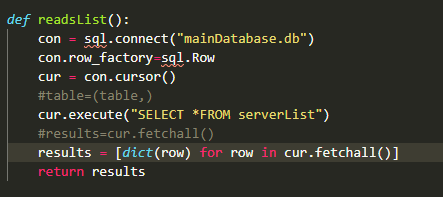 def readsList():
    con = sql.connect("mainDatabase.db")
    con.row_factory=sql.Row
    cur = con.cursor()
    #table=(table,)
    cur.execute("SELECT *FROM serverList")
    #results=cur.fetchall()
    results = [dict(row) for row in cur.fetchall()]
    return results